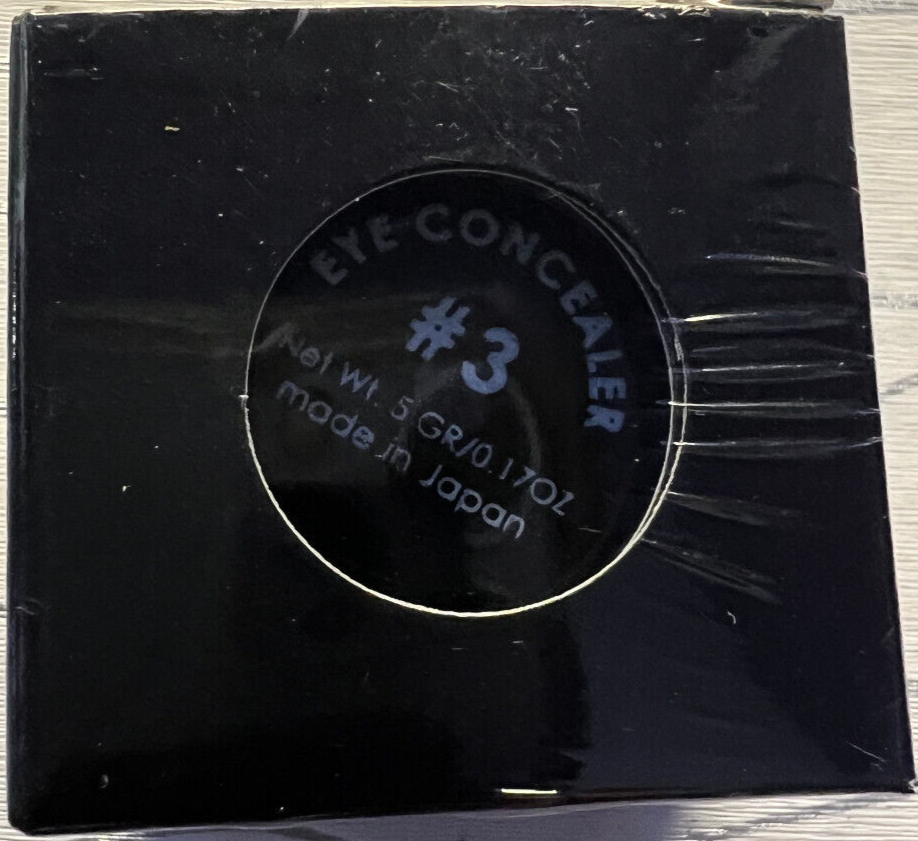 EYE CONCEALER
#3
Net wt. 5 GR/0.17OZ
made in Japan